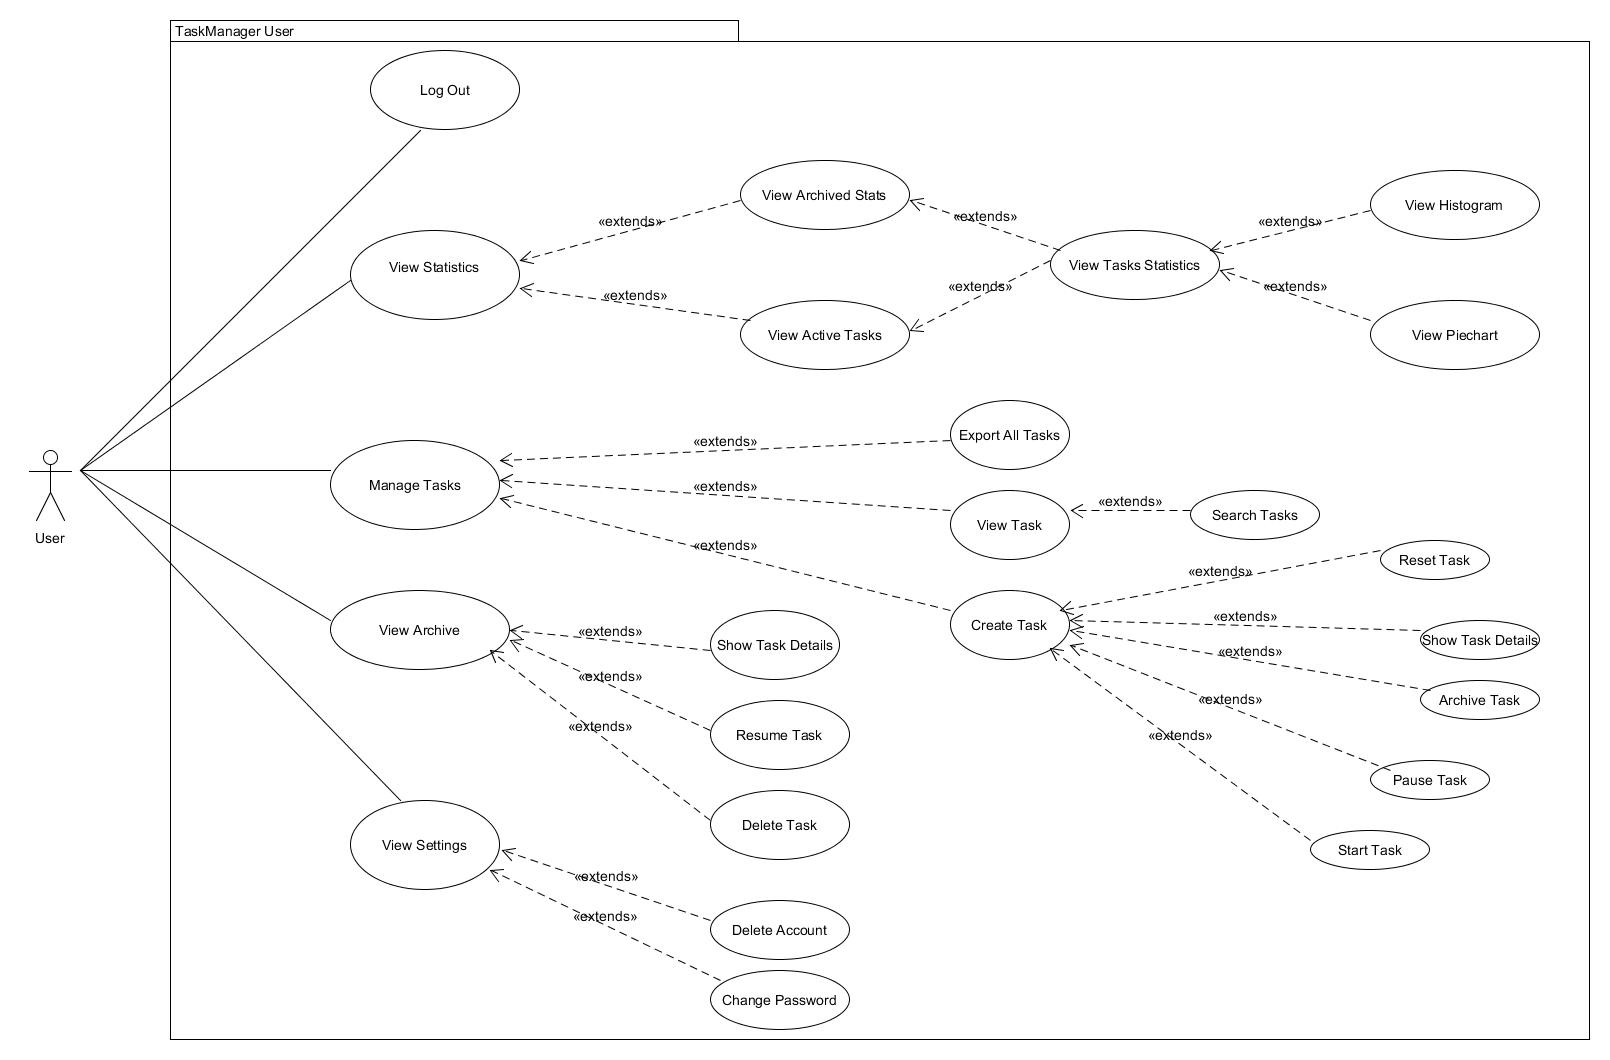 TaskManager User
Log Out
View Archived Stats
View Histogram
«extends»
«extends»
«extends»
View Statistics
View Tasks Statistics
«extends»
«extends»
«extends»
View Active Tasks
View Piechart
Export All Tasks
«extends»
Manage Tasks
«extends»
«extends»
Search Tasks
View Task
User
«extends»
Reset Task
«extends»
«extends»
Create Task
View Archive
«extends»
Show Task Details
Show Task Details
«extends»
«extends»
Archive Task
«extends»
«extends»
«extends»
Resume Task
Pause Task
Delete Task
View Settings
Start Task
«extends»
«extends»
Delete Account
Change Password